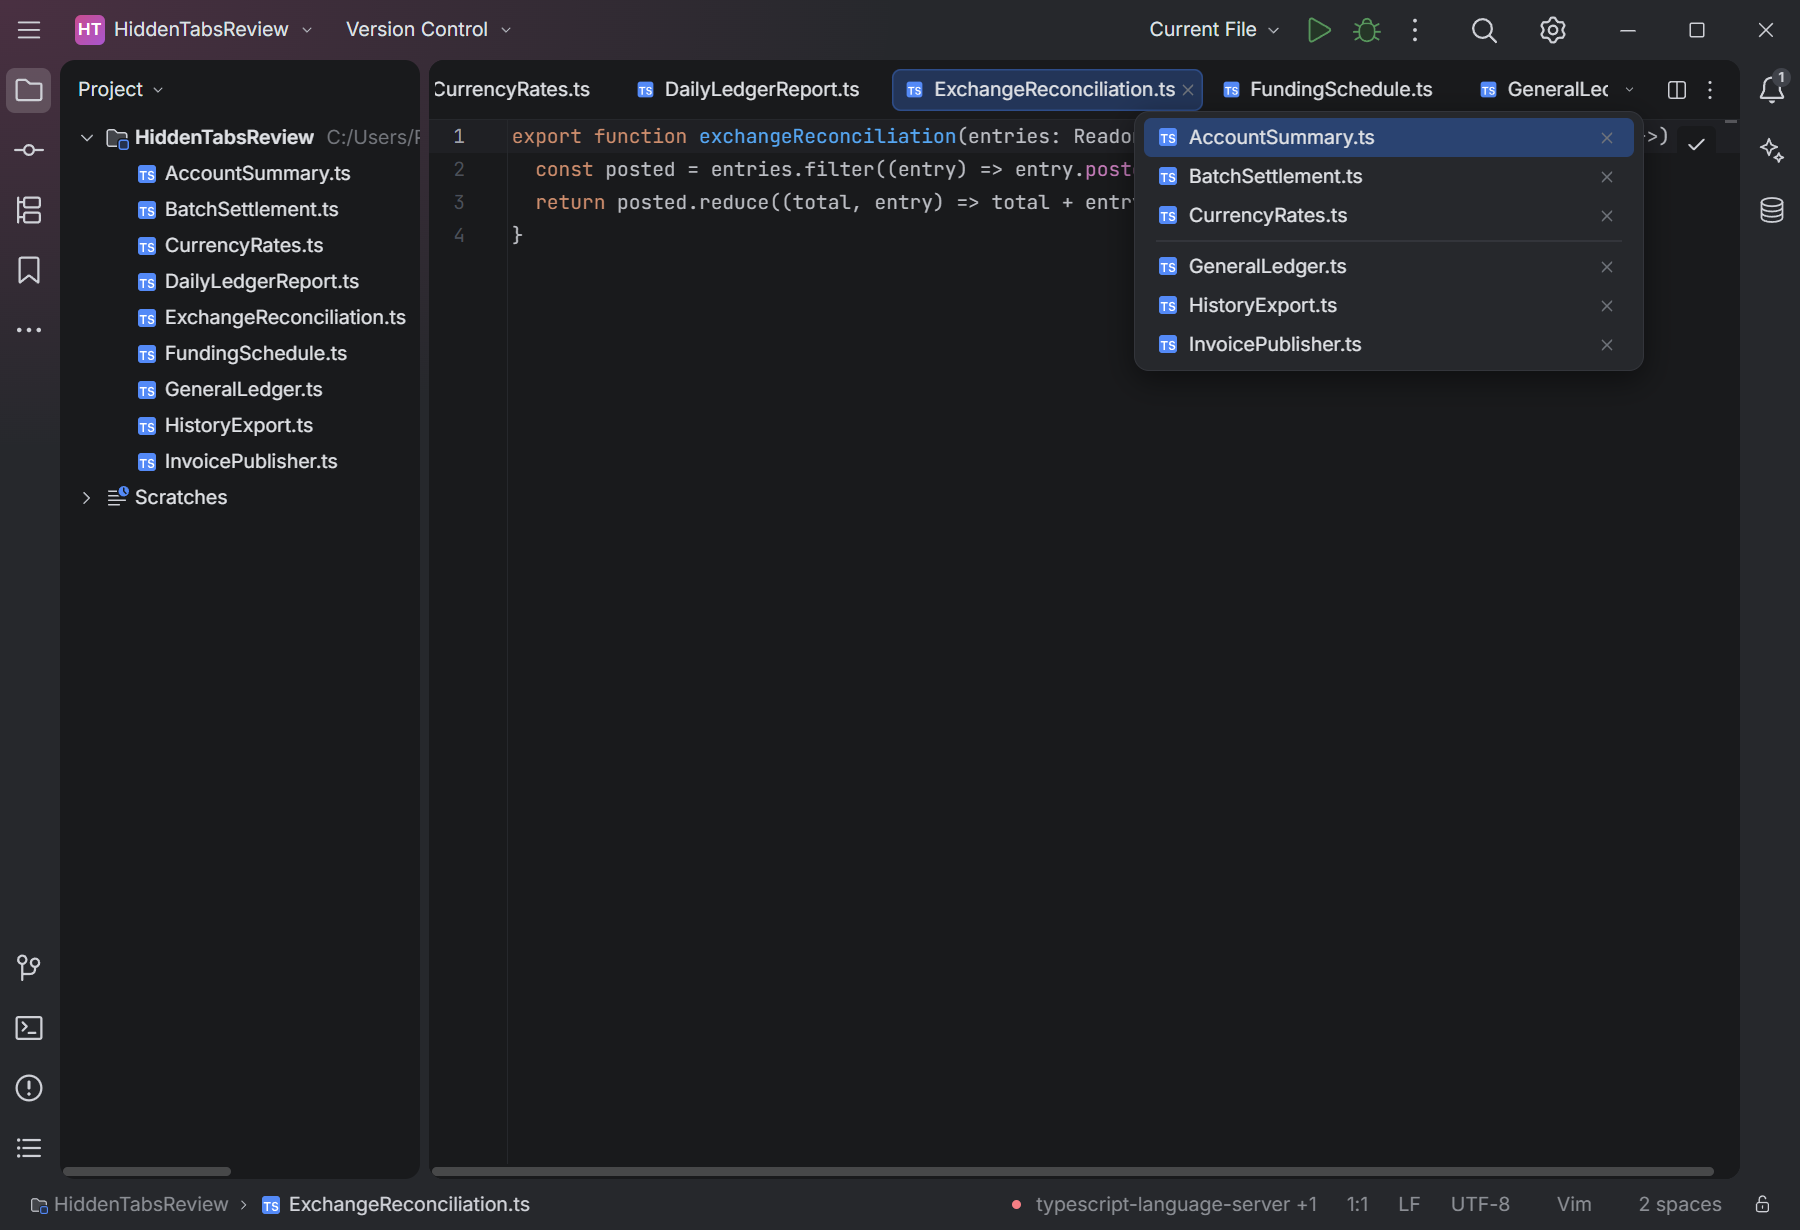 HT HiddenTabsReview Version Control Current File
Project
CurrencyRates.ts DailyLedgerReport.ts ExchangeReconciliation.ts FundingSchedule.ts GeneralLec
1
HiddenTabsReview C:/Users/
AccountSummary.ts
BatchSettlement.ts
CurrencyRates.ts
DailyLedgerReport.ts
ExchangeReconciliation.ts
FundingSchedule.ts
GeneralLedger.ts
HistoryExport.ts
InvoicePublisher.ts
Scratches
1 export function exchangeReconciliation(entries: Reado >)
2 const posted = entries.filter((entry) => entry.post
3 return posted.reduce((total, entry) => total + entr
4 }
AccountSummary.ts
BatchSettlement.ts
CurrencyRates.ts
GeneralLedger.ts
HistoryExport.ts
InvoicePublisher.ts
HiddenTabsReview › TS ExchangeReconciliation.ts typescript-language-server +1 1:1 LF UTF-8 Vim 2 spaces